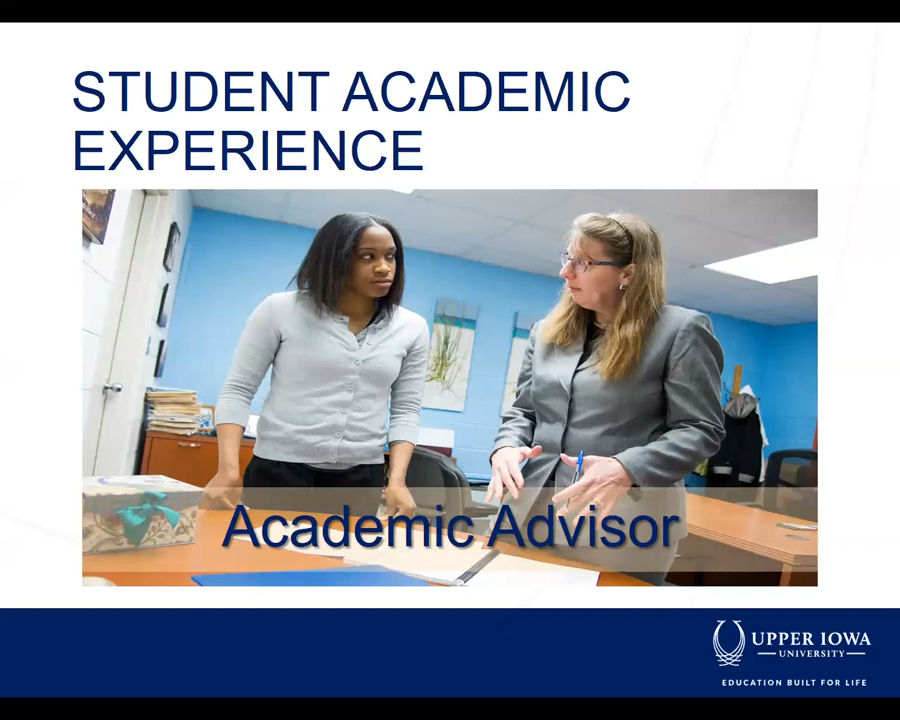 STUDENT ACADEMIC
EXPERIENCE
Academic Advisor
UPPER IOWA
UNIVERSITY
EDUCATION BUILT FOR LIFE